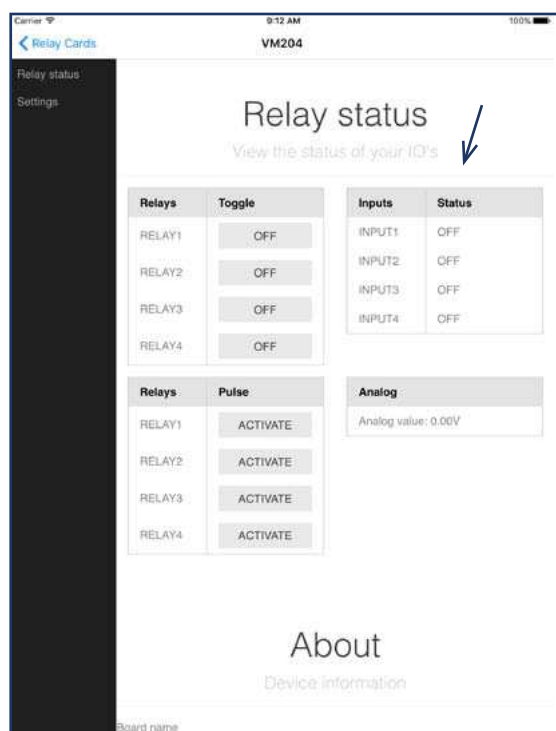 Carrier 9:12 AM 100%
Relay Cards VM204
Relay status
Settings
Relay status
View the status of your IO's
Relays Toggle
RELAY1 OFF
RELAY2 OFF
RELAY3 OFF
RELAY4 OFF
Inputs Status
INPUT1 OFF
INPUT2 OFF
INPUT3 OFF
INPUT4 OFF
Relays Pulse
RELAY1 ACTIVATE
RELAY2 ACTIVATE
RELAY3 ACTIVATE
RELAY4 ACTIVATE
Analog
Analog value: 0.00V
About
Device information
Board name